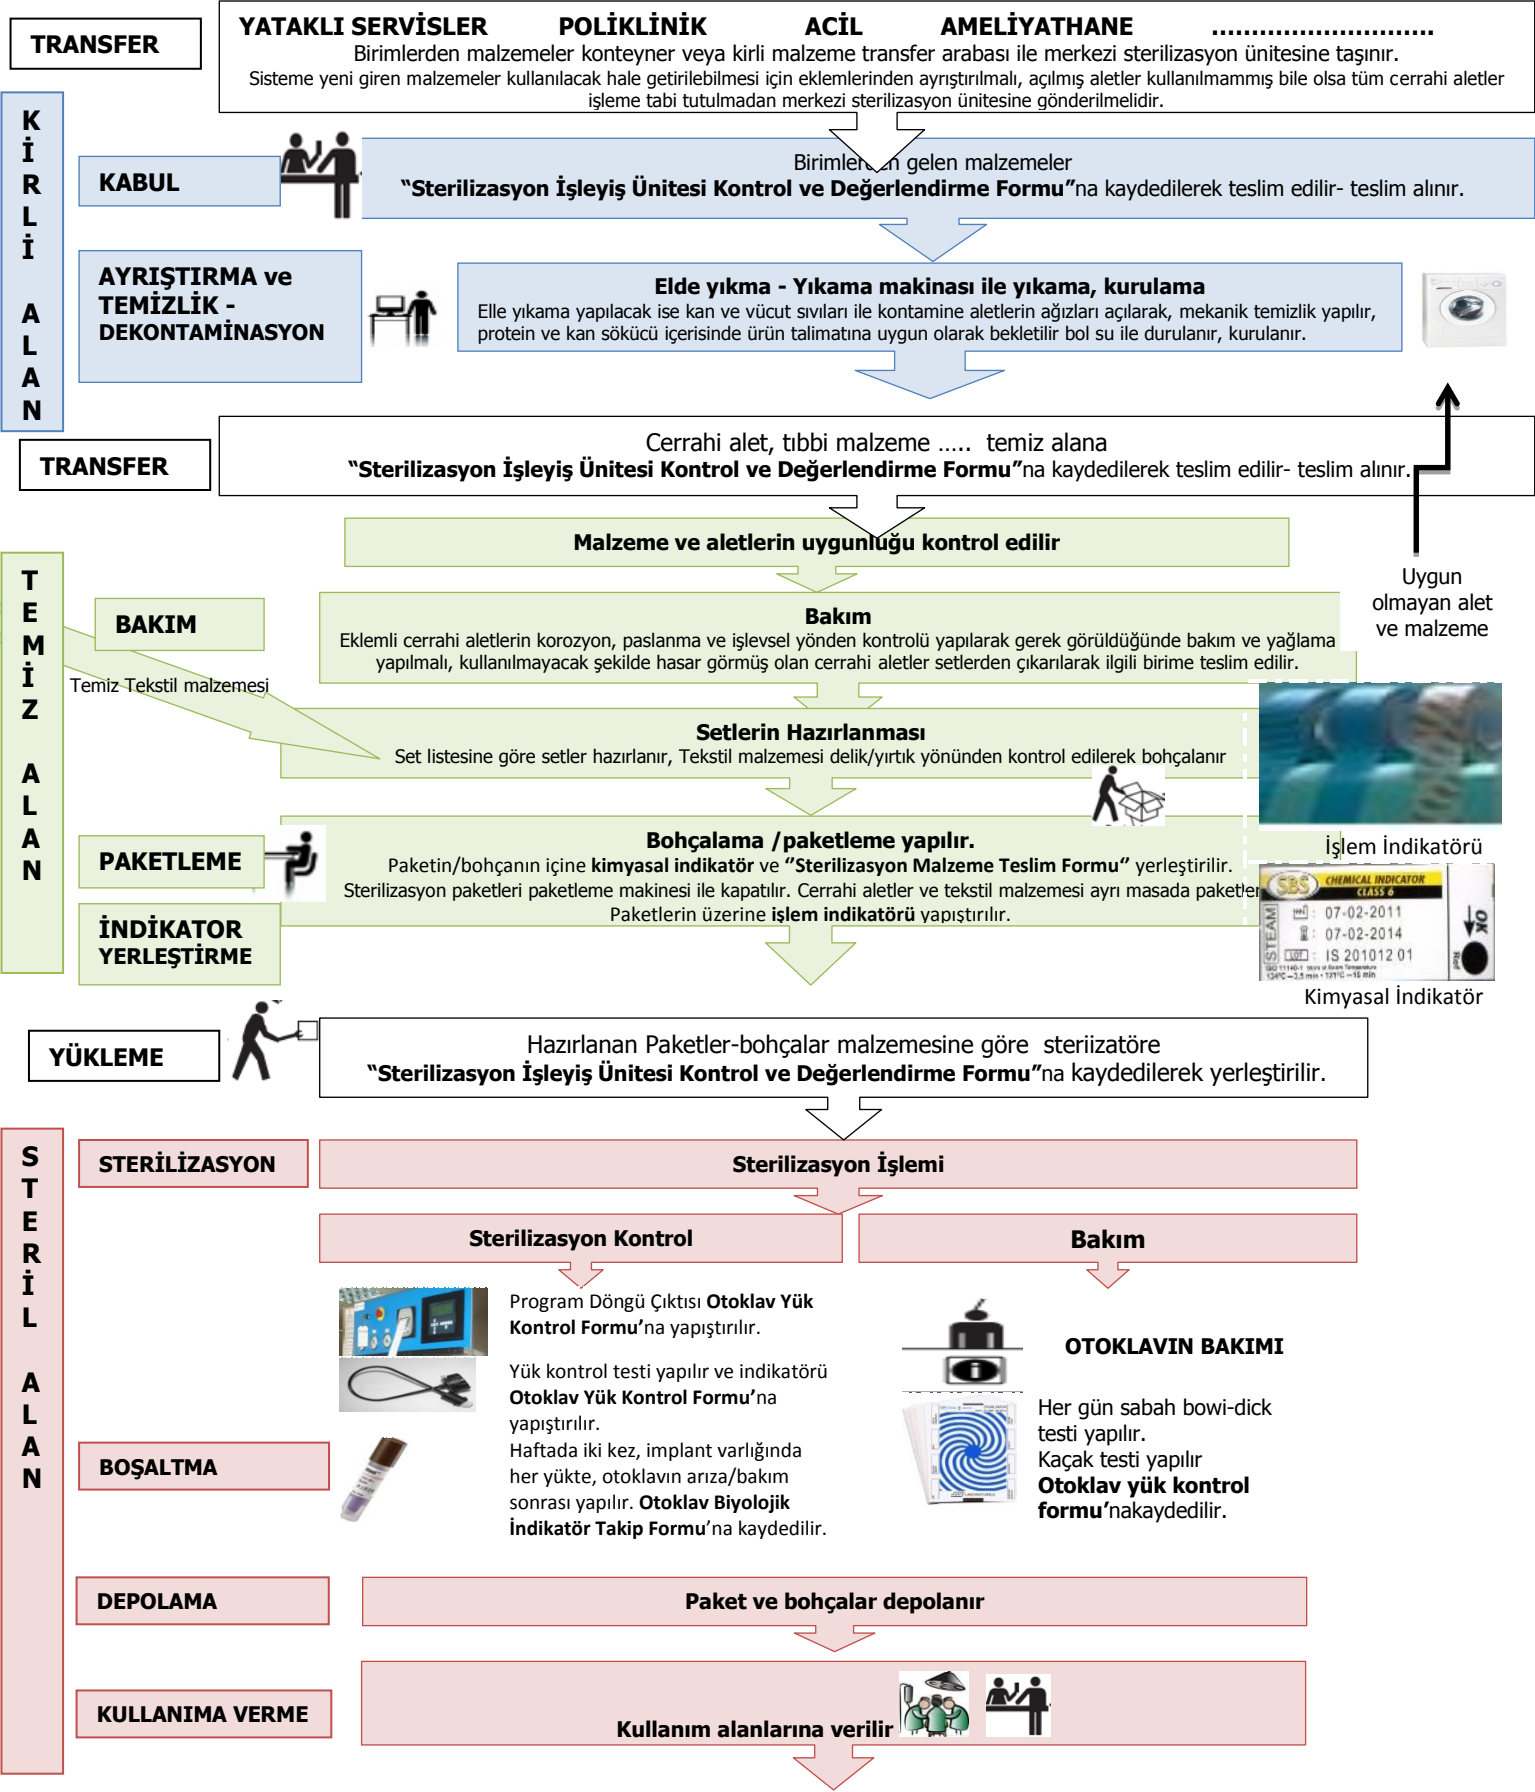 TRANSFER
YATAKLI SERVİSLER POLİKLİNİK ACİL AMELİYATHANE ............................
Birimlerden malzemeler konteyner veya kirli malzeme transfer arabası ile merkezi sterilizasyon ünitesine taşınır.
Sisteme yeni giren malzemeler kullanılacak hale getirilebilmesi için eklemlerinden ayrıştırılmalı, açılmış aletler kullanılmammış bile olsa tüm cerrahi aletler
işleme tabi tutulmadan merkezi sterilizasyon ünitesine gönderilmelidir.
KİRLİ ALAN
KABUL
Birimlerden gelen malzemeler
“Sterilizasyon İşleyiş Ünitesi Kontrol ve Değerlendirme Formu”na kaydedilerek teslim edilir- teslim alınır.
AYRIŞTIRMA ve
TEMİZLİK -
DEKONTAMİNASYON
Elde yıkma - Yıkama makinası ile yıkama, kurulama
Elle yıkama yapılacak ise kan ve vücut sıvıları ile kontamine aletlerin ağızları açılarak, mekanik temizlik yapılır,
protein ve kan sökücü içerisinde ürün talimatına uygun olarak bekletilir bol su ile durulanır, kurulanır.
TRANSFER
Cerrahi alet, tıbbi malzeme ….. temiz alana
“Sterilizasyon İşleyiş Ünitesi Kontrol ve Değerlendirme Formu”na kaydedilerek teslim edilir- teslim alınır.
TEMİZ ALAN
Malzeme ve aletlerin uygunluğu kontrol edilir
Uygun
olmayan alet
ve malzeme
BAKIM
Bakım
Eklemli cerrahi aletlerin korozyon, paslanma ve işlevsel yönden kontrolü yapılarak gerek görüldüğünde bakım ve yağlama
yapılmalı, kullanılmayacak şekilde hasar görmüş olan cerrahi aletler setlerden çıkarılarak ilgili birime teslim edilir.
Temiz Tekstil malzemesi
Setlerin Hazırlanması
Set listesine göre setler hazırlanır, Tekstil malzemesi delik/yırtık yönünden kontrol edilerek bohçalanır
İşlem İndikatörü
PAKETLEME
Bohçalama /paketleme yapılır.
Paketin/bohçanın içine kimyasal indikatör ve ‘’Sterilizasyon Malzeme Teslim Formu‘’ yerleştirilir.
Sterilizasyon paketleri paketleme makinesi ile kapatılır. Cerrahi aletler ve tekstil malzemesi ayrı masada paketler
Paketlerin üzerine işlem indikatörü yapıştırılır.
İNDİKATOR
YERLEŞTİRME
SBS CHEMICAL INDICATOR
CLASS 6
STEAM
: 07-02-2011
: 07-02-2014
LOT : IS 201012 01
OK
Ref
Kimyasal İndikatör
YÜKLEME
Hazırlanan Paketler-bohçalar malzemesine göre steriizatöre
“Sterilizasyon İşleyiş Ünitesi Kontrol ve Değerlendirme Formu”na kaydedilerek yerleştirilir.
STERİL ALAN
STERİLİZASYON
Sterilizasyon İşlemi
Sterilizasyon Kontrol
Bakım
Program Döngü Çıktısı Otoklav Yük
Kontrol Formu’na yapıştırılır.
Yük kontrol testi yapılır ve indikatörü
Otoklav Yük Kontrol Formu’na
yapıştırılır.
OTOKLAVIN BAKIMI
BOŞALTMA
Haftada iki kez, implant varlığında
her yükte, otoklavın arıza/bakım
sonrası yapılır. Otoklav Biyolojik
İndikatör Takip Formu’na kaydedilir.
Her gün sabah bowi-dick
testi yapılır.
Kaçak testi yapılır
Otoklav yük kontrol
formu’nakaydedilir.
DEPOLAMA
Paket ve bohçalar depolanır
KULLANIMA VERME
Kullanım alanlarına verilir